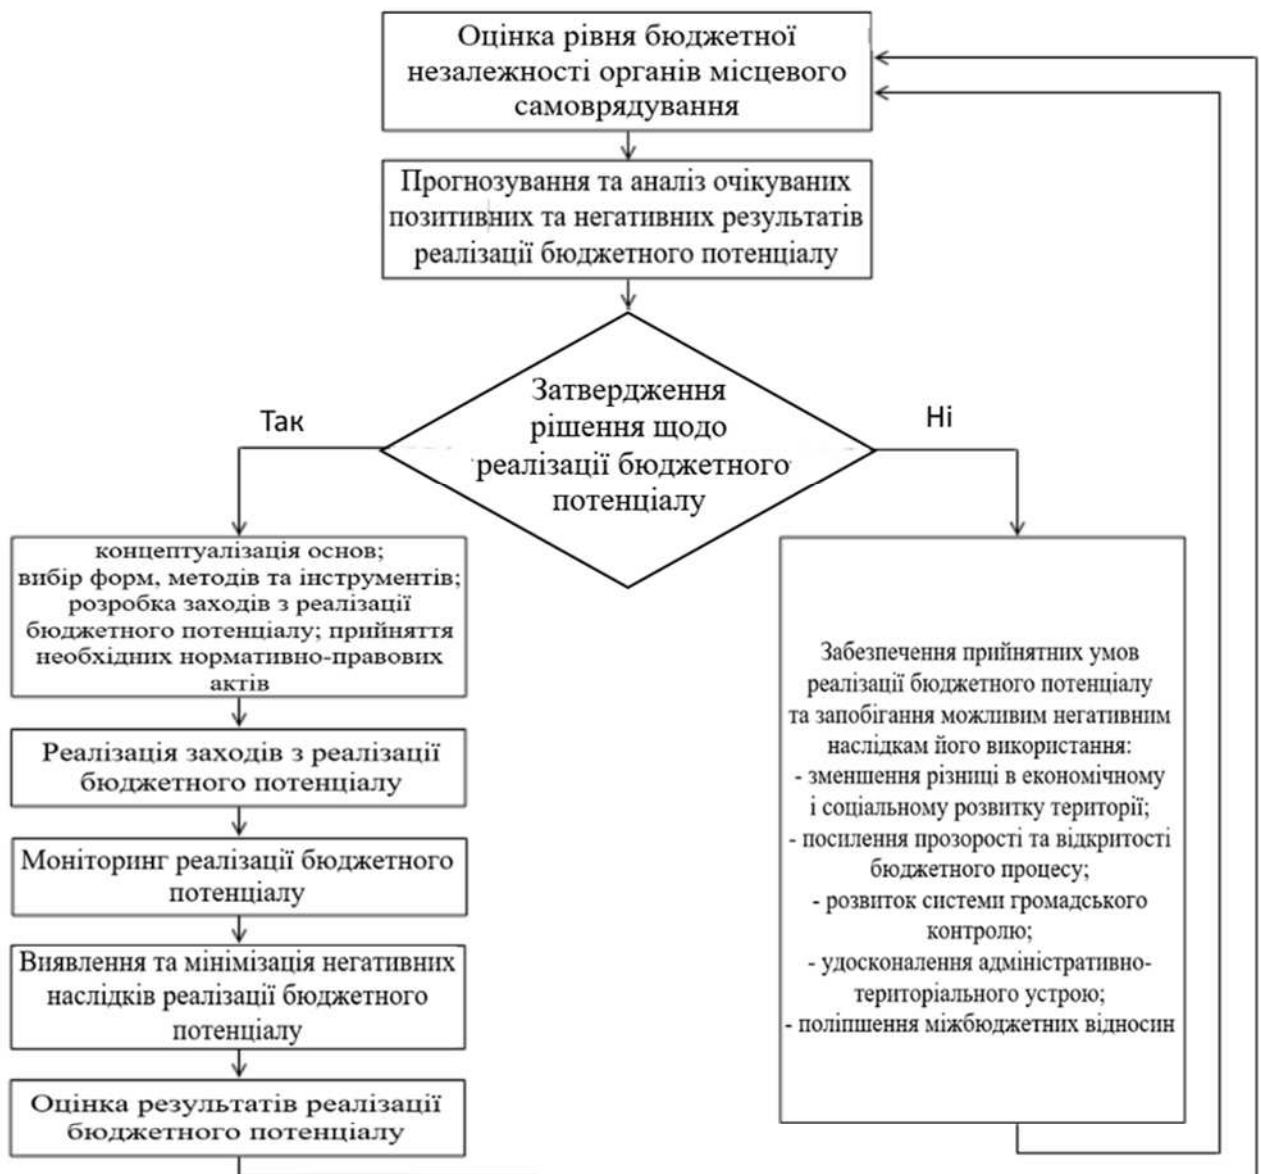 Оцінка рівня бюджетної
незалежності органів місцевого
самоврядування
Прогнозування та аналіз очікуваних
позитивних та негативних результатів
реалізації бюджетного потенціалу
Затвердження
рішення щодо
реалізації бюджетного
потенціалу
Так
Ні
концептуалізація основ;
вибір форм, методів та інструментів;
розробка заходів з реалізації
бюджетного потенціалу; прийняття
необхідних нормативно-правових
актів
Реалізація заходів з реалізації
бюджетного потенціалу
Моніторинг реалізації бюджетного
потенціалу
Виявлення та мінімізація негативних
наслідків реалізації бюджетного
потенціалу
Оцінка результатів реалізації
бюджетного потенціалу
Забезпечення прийнятних умов
реалізації бюджетного потенціалу
та запобігання можливим негативним
наслідкам його використання:
- зменшення різниці в економічному
і соціальному розвитку території;
- посилення прозорості та відкритості
бюджетного процесу;
- розвиток системи громадського
контролю;
- удосконалення адміністративно-
територіального устрою;
- поліпшення міжбюджетних відносин